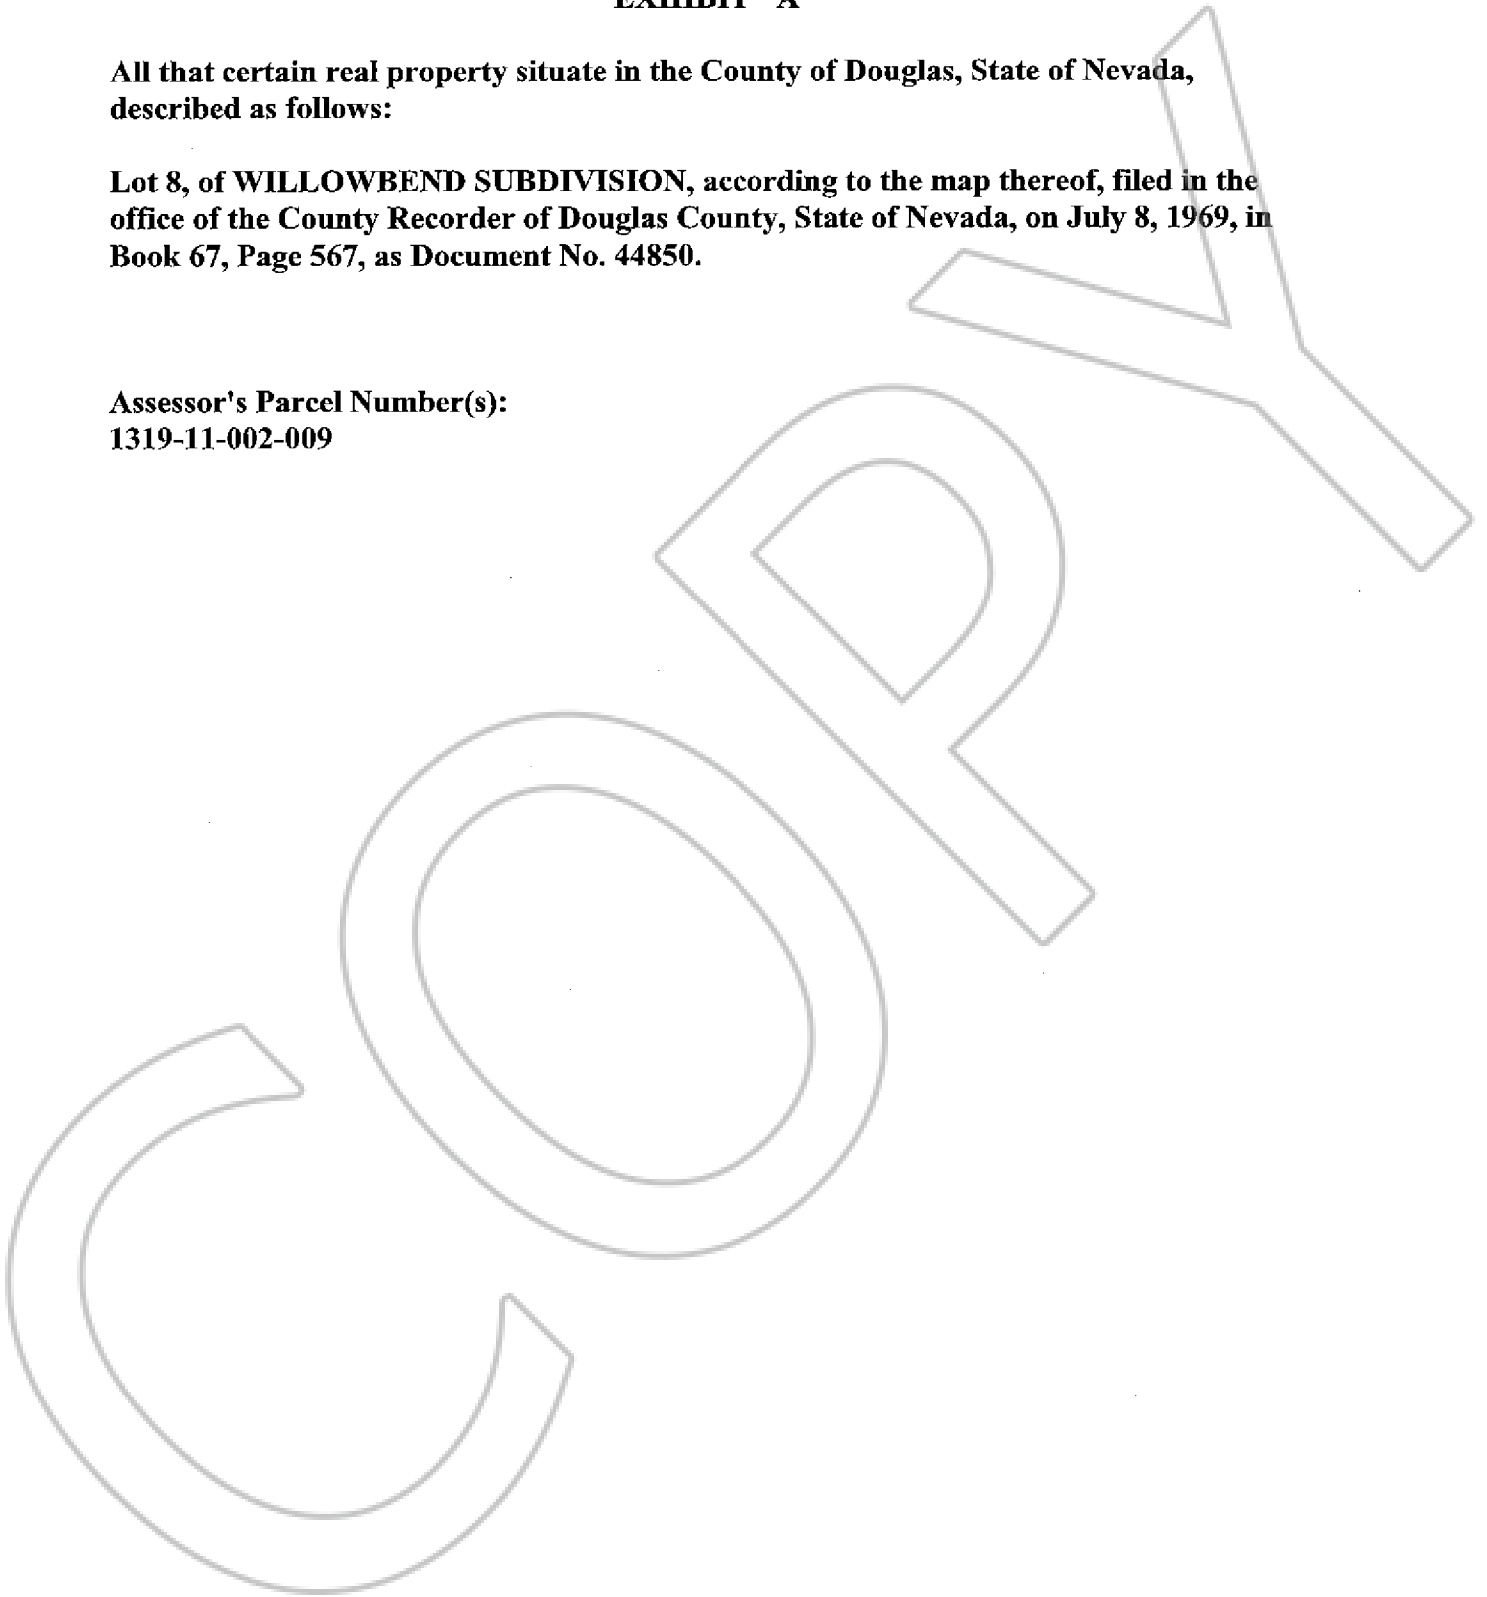 EXHIBIT "A"
All that certain real property situate in the County of Douglas, State of Nevada,
described as follows:
Lot 8, of WILLOWBEND SUBDIVISION, according to the map thereof, filed in the
office of the County Recorder of Douglas County, State of Nevada, on July 8, 1969, in
Book 67, Page 567, as Document No. 44850.
Assessor's Parcel Number(s):
1319-11-002-009
COPY